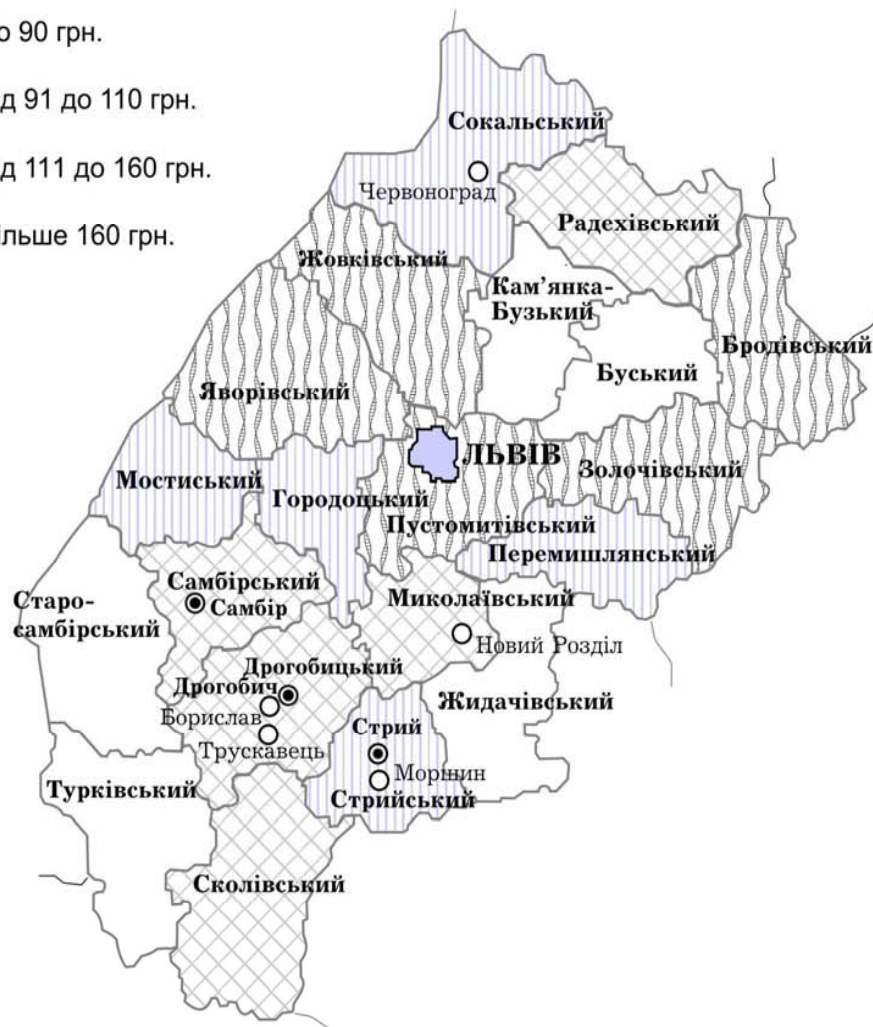 о 90 грн.
д 91 до 110 грн.
д 111 до 160 грн.
ільше 160 грн.
Сокальський
Червоноград
Радехівський
Жовківський
Кам’янка-
Бузький
Бродівський
Буський
Яворівський
ЛЬВІВ
Золочівський
Мостиський
Городоцький
Пустомитівський
Перемишлянський
Самбірський
Самбір
Старо-
самбірський
Миколаївський
Новий Розділ
Дрогобицький
Дрогобич
Борислав
Трускавець
Жидачівський
Стрий
Моршин
Стрийський
Турківський
Сколівський